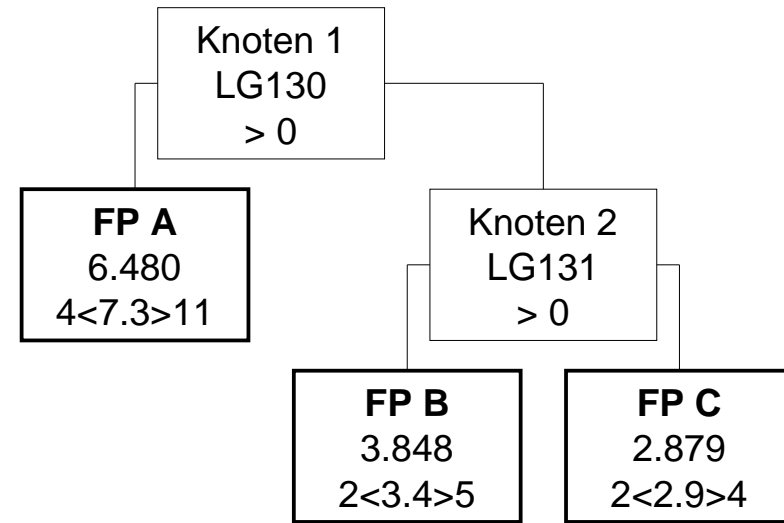 Knoten 1
LG130
> 0
FP A
6.480
4<7.3>11
Knoten 2
LG131
> 0
FP B
3.848
2<3.4>5
FP C
2.879
2<2.9>4